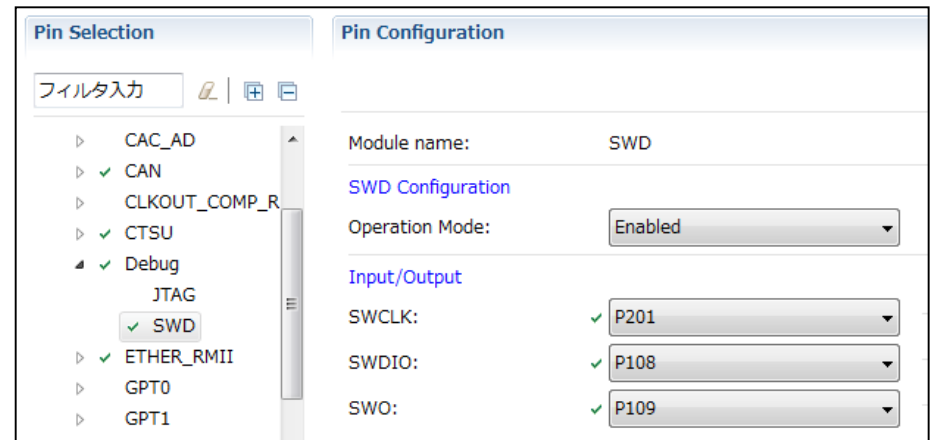 Pin Selection
フィルタ入力
CAC_AD
CAN
CLKOUT_COMP_R
CTSU
Debug
JTAG
SWD
ETHER_RMII
GPT0
GPT1
Pin Configuration
Module name: SWD
SWD Configuration
Operation Mode: Enabled
Input/Output
SWCLK: P201
SWDIO: P108
SWO: P109